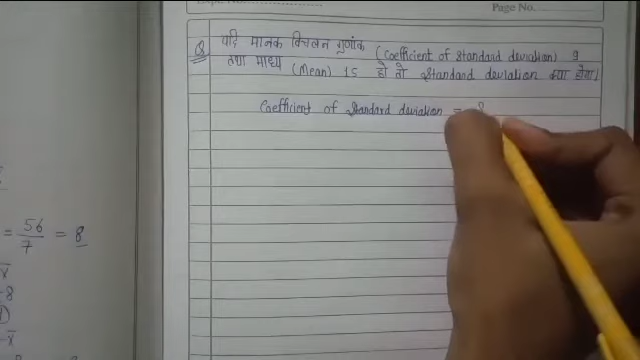 Page No.
Q यदि मानक विचलन गुणांक (Coefficient of Standard deviation) 9
तथा माध्य (Mean) 15 हो तो Standard deviation क्या होगा।
Coefficient of Standard deviation =
= 56/7 = 8